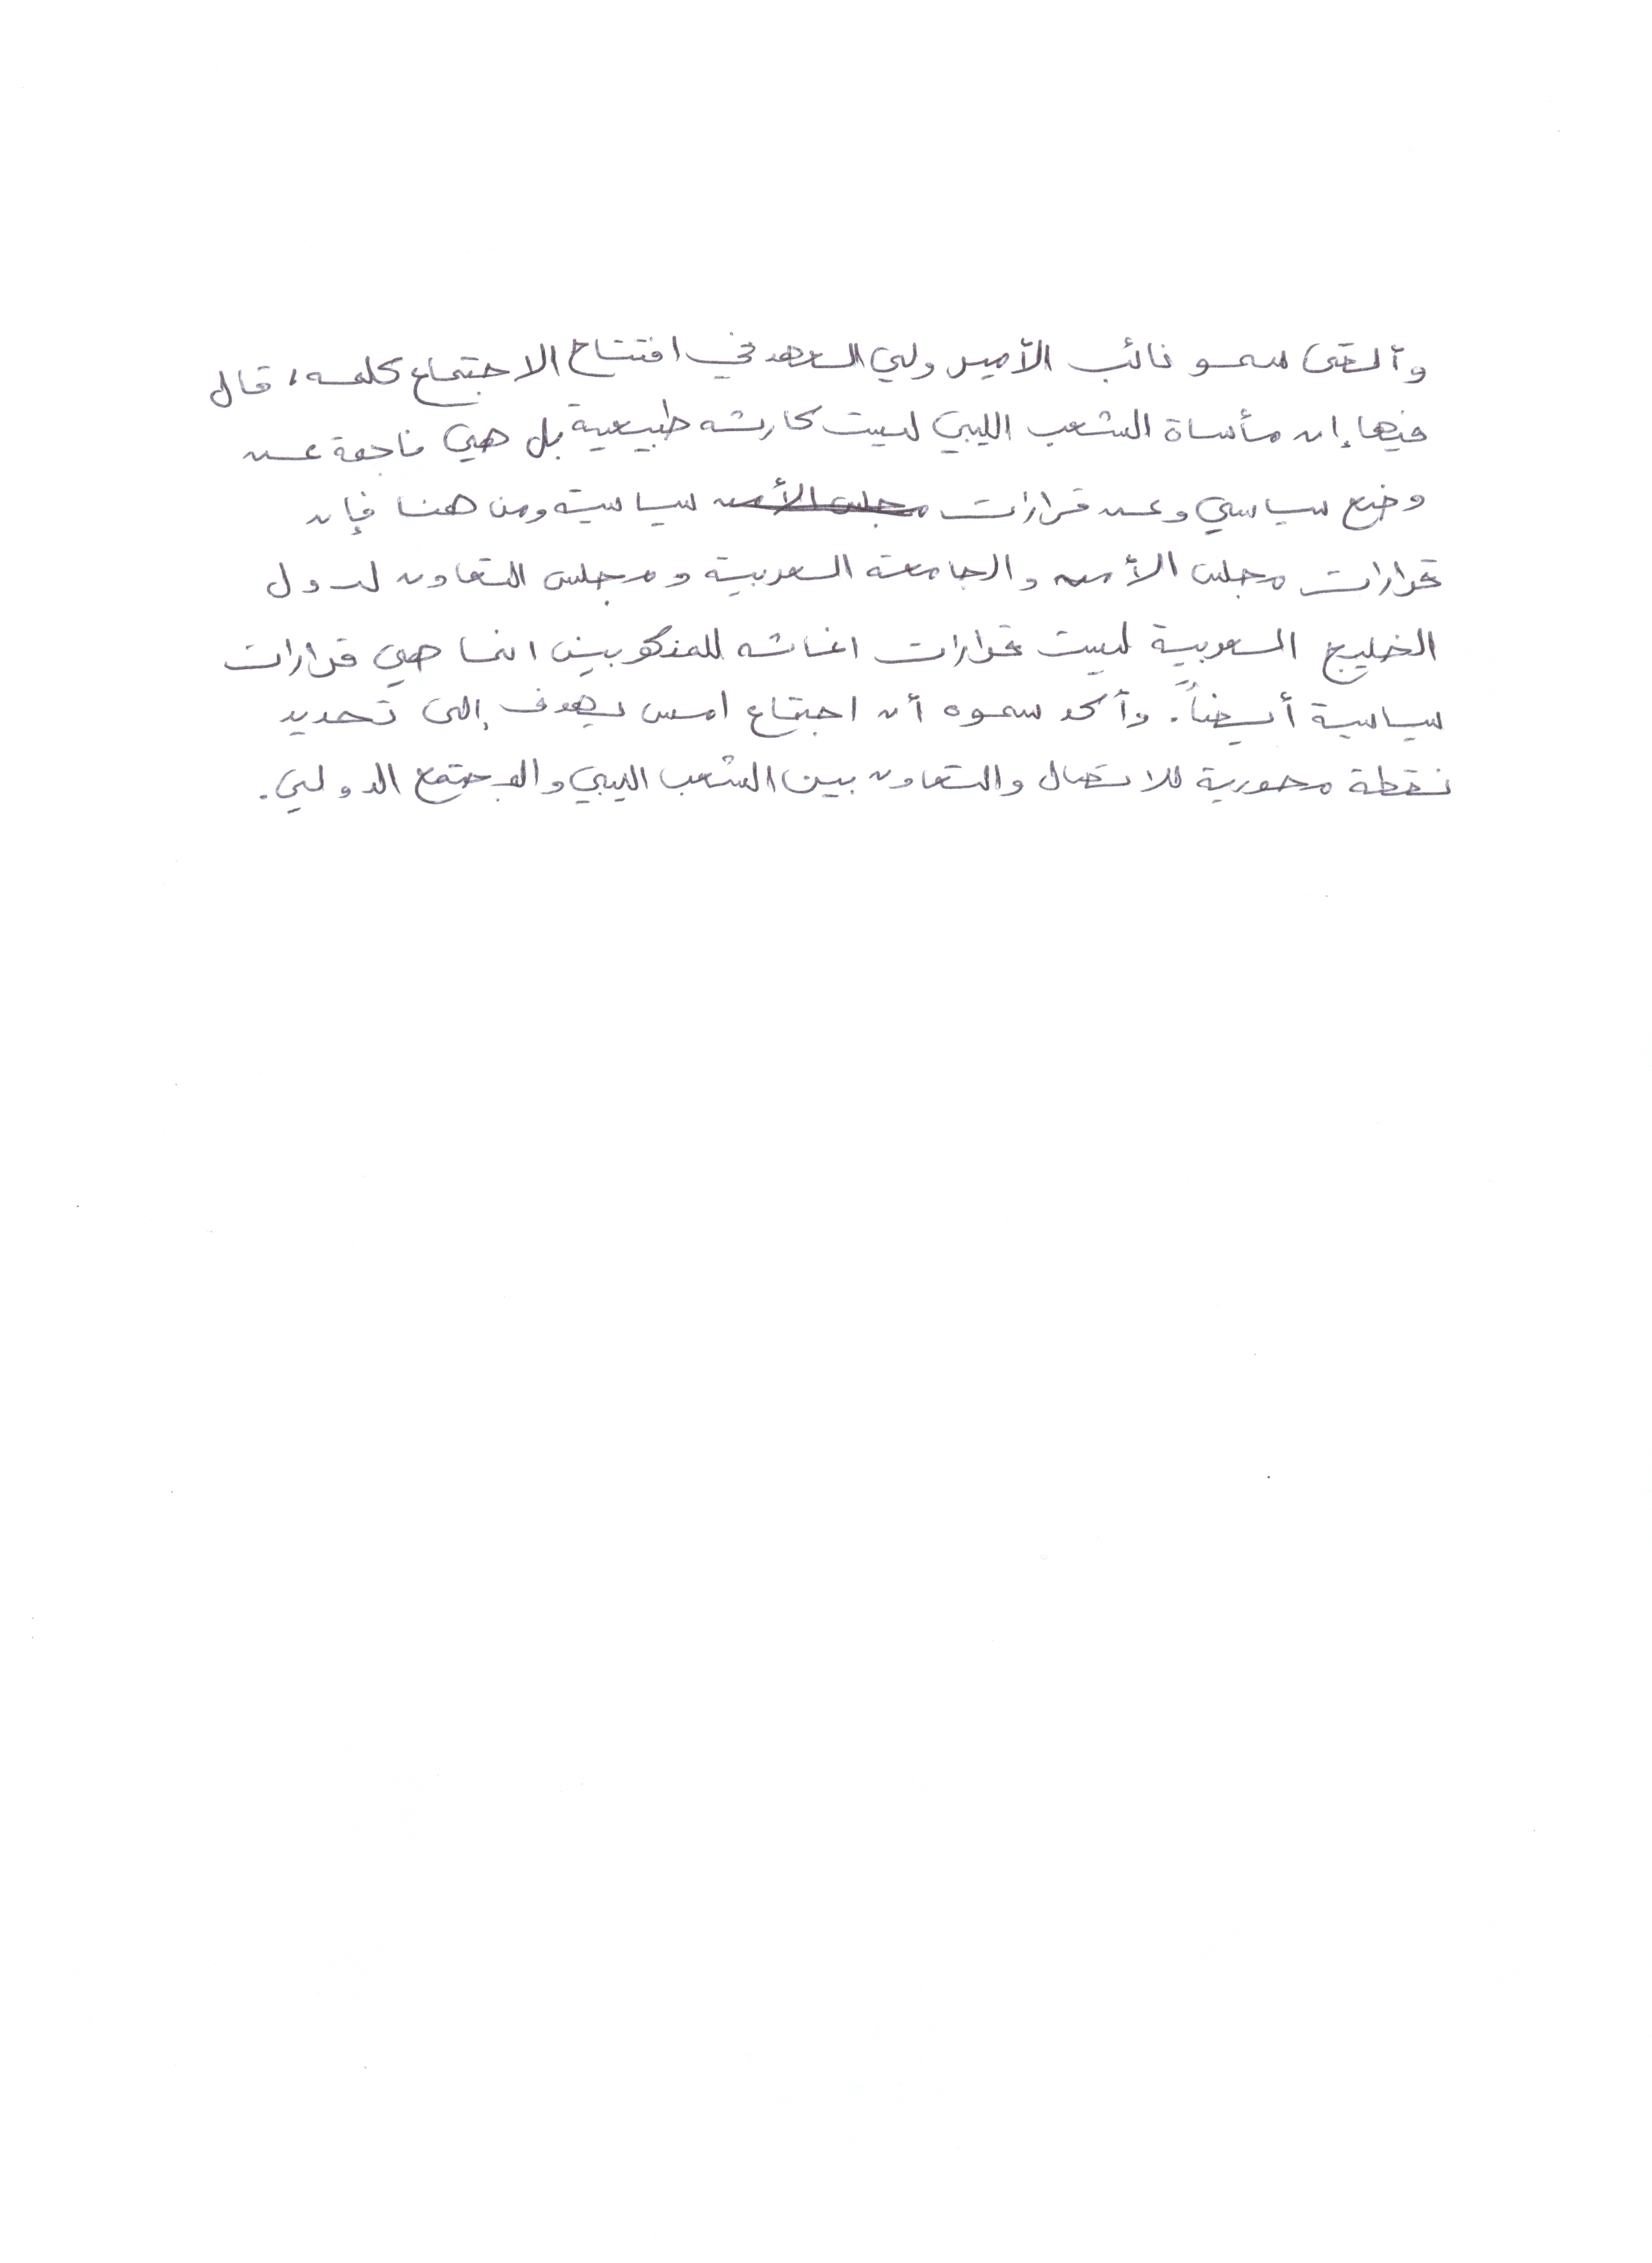 وألقى سمو نائب الأمير ولي العهد في افتتاح الاجتماع كلمه، قال
فيها إن مأساة الشعب الليبي ليست كارثه طبيعية بل هي ناجمة عن
وضع سياسي وعن قرارات مجلس الأمن سياسية ومن هنا فإن
قرارات مجلس الأمن والجامعة العربية ومجلس التعاون لدول
الخليج العربية ليست قرارات اغاثه للمنكوبين انما هي قرارات
سياسية أيضاً. وأكد سموه أن اجتماع امس يهدف إلى تحديد
نقطة محورية للاتصال والتعاون بين الشعب الليبي والمجتمع الدولي.